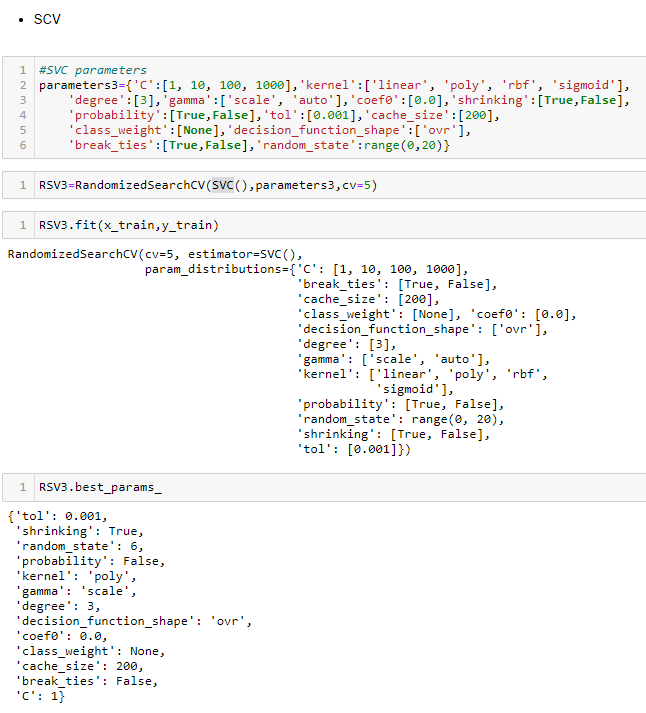 • SCV
1 #SVC parameters
2 parameters3={'C':[1, 10, 100, 1000],'kernel':['linear', 'poly', 'rbf', 'sigmoid'],
3     'degree':[3],'gamma':['scale', 'auto'],'coef0':[0.0],'shrinking':[True,False],
4     'probability':[True,False],'tol':[0.001],'cache_size':[200],
5     'class_weight':[None],'decision_function_shape':['ovr'],
6     'break_ties':[True,False],'random_state':range(0,20)}
1 RSV3=RandomizedSearchCV(SVC(),parameters3,cv=5)
1 RSV3.fit(x_train,y_train)
RandomizedSearchCV(cv=5, estimator=SVC(),
                   param_distributions={'C': [1, 10, 100, 1000],
                                        'break_ties': [True, False],
                                        'cache_size': [200],
                                        'class_weight': [None], 'coef0': [0.0],
                                        'decision_function_shape': ['ovr'],
                                        'degree': [3],
                                        'gamma': ['scale', 'auto'],
                                        'kernel': ['linear', 'poly', 'rbf',
                                                   'sigmoid'],
                                        'probability': [True, False],
                                        'random_state': range(0, 20),
                                        'shrinking': [True, False],
                                        'tol': [0.001]})
1 RSV3.best_params_
{'tol': 0.001,
 'shrinking': True,
 'random_state': 6,
 'probability': False,
 'kernel': 'poly',
 'gamma': 'scale',
 'degree': 3,
 'decision_function_shape': 'ovr',
 'coef0': 0.0,
 'class_weight': None,
 'cache_size': 200,
 'break_ties': False,
 'C': 1}